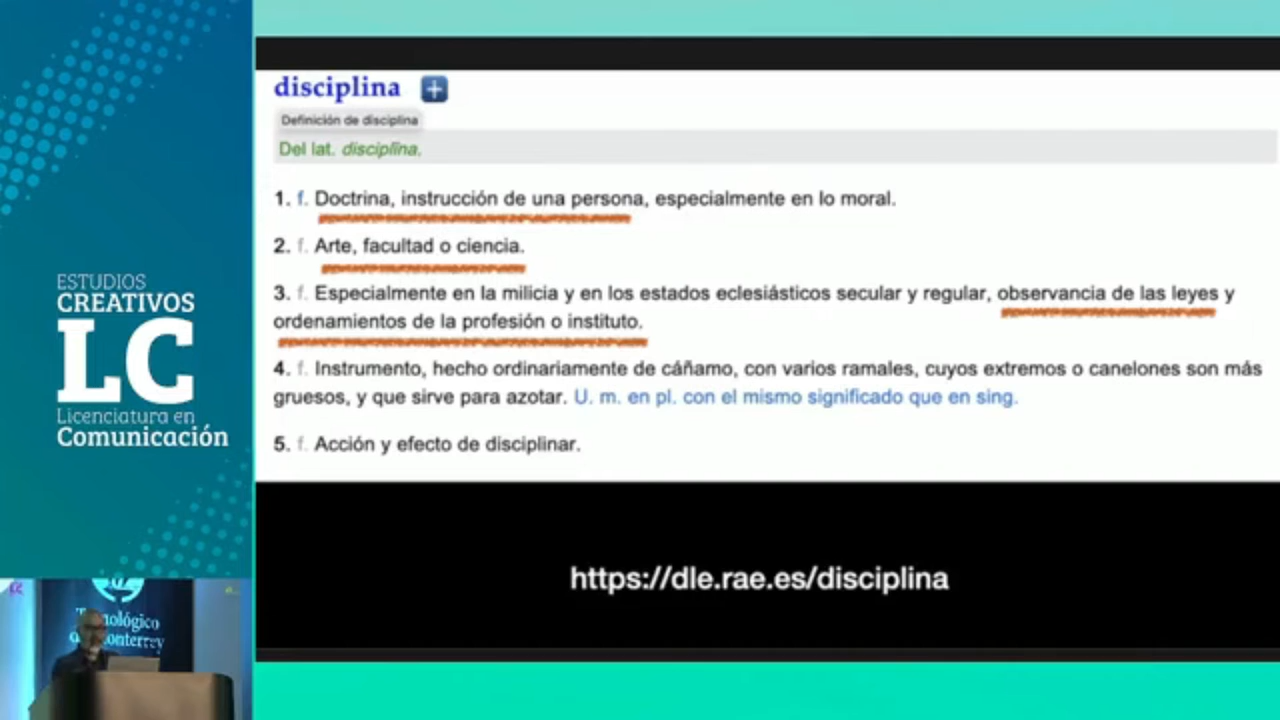 disciplina
Definición de disciplina
Del lat. disciplīna.
1. f. Doctrina, instrucción de una persona, especialmente en lo moral.
2. f. Arte, facultad o ciencia.
3. f. Especialmente en la milicia y en los estados eclesiásticos secular y regular, observancia de las leyes y
ordenamientos de la profesión o instituto.
4. f. Instrumento, hecho ordinariamente de cáñamo, con varios ramales, cuyos extremos o canelones son más
gruesos, y que sirve para azotar. U. m. en pl. con el mismo significado que en sing.
5. f. Acción y efecto de disciplinar.
https://dle.rae.es/disciplina
ESTUDIOS
CREATIVOS
LC
Licenciatura en
Comunicación
Tecnológico
de Monterrey